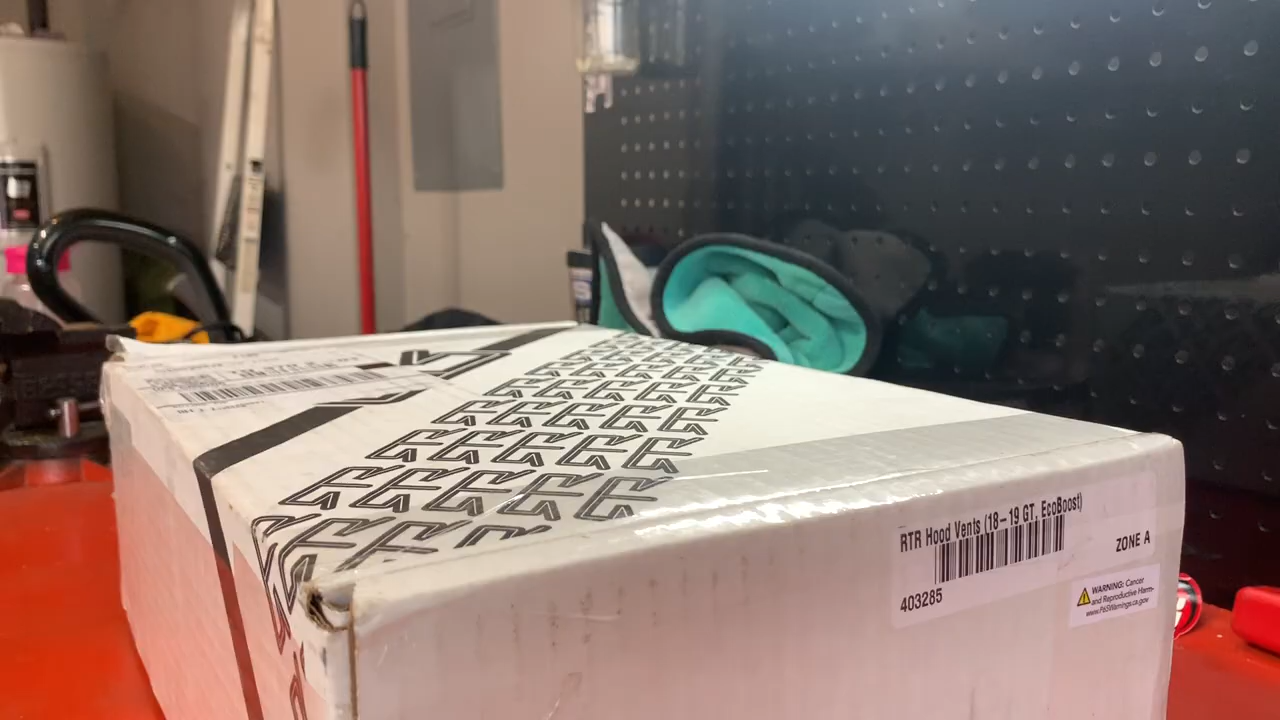 RTR Hood Vents (18-19 GT, EcoBoost)
ZONE A
403285
WARNING: Cancer
and Reproductive Harm-
www.P65Warnings.ca.gov